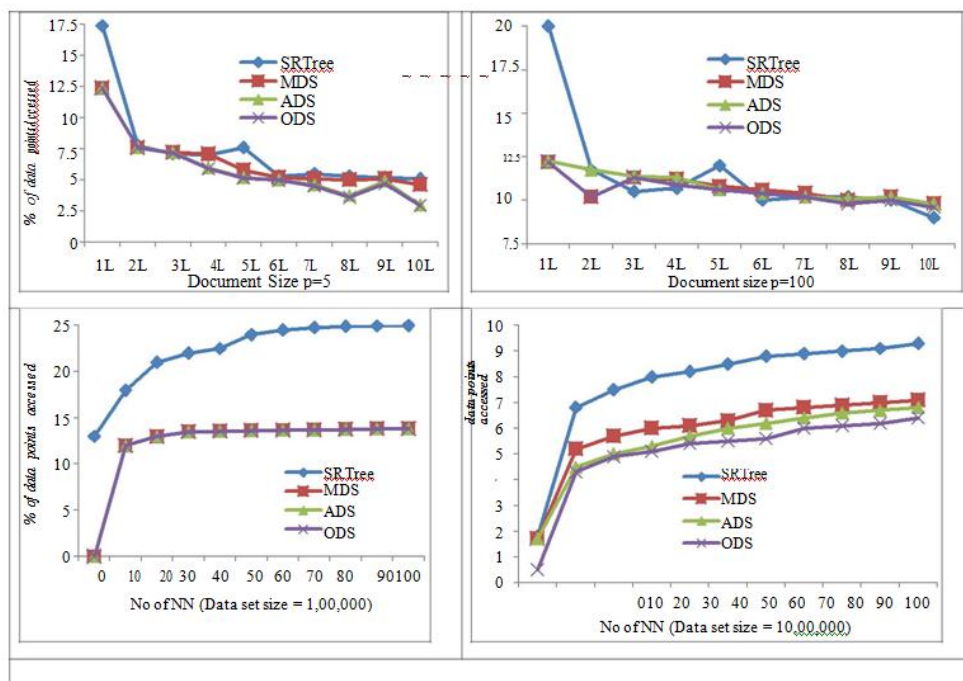 17.5
15
12.5
10
7.5
5
2.5
0
% of data points accessed
SRTree
MDS
ADS
ODS
1L 2L 3L 4L 5L 6L 7L 8L 9L 10L
Document Size p=5
20
17.5
15
12.5
10
7.5
SRTree
MDS
ADS
ODS
1L 2L 3L 4L 5L 6L 7L 8L 9L 10L
Document size p=100
25
20
15
10
5
0
% of data points accessed
SRTree
MDS
ADS
ODS
0 10 20 30 40 50 60 70 80 90100
No of NN (Data set size = 1,00,000)
10
9
8
7
6
5
3
2
1
0
data points
accessed
SRTree
MDS
ADS
ODS
010 20 30 40 50 60 70 80 90 100
No of NN (Data set size = 10,00,000)